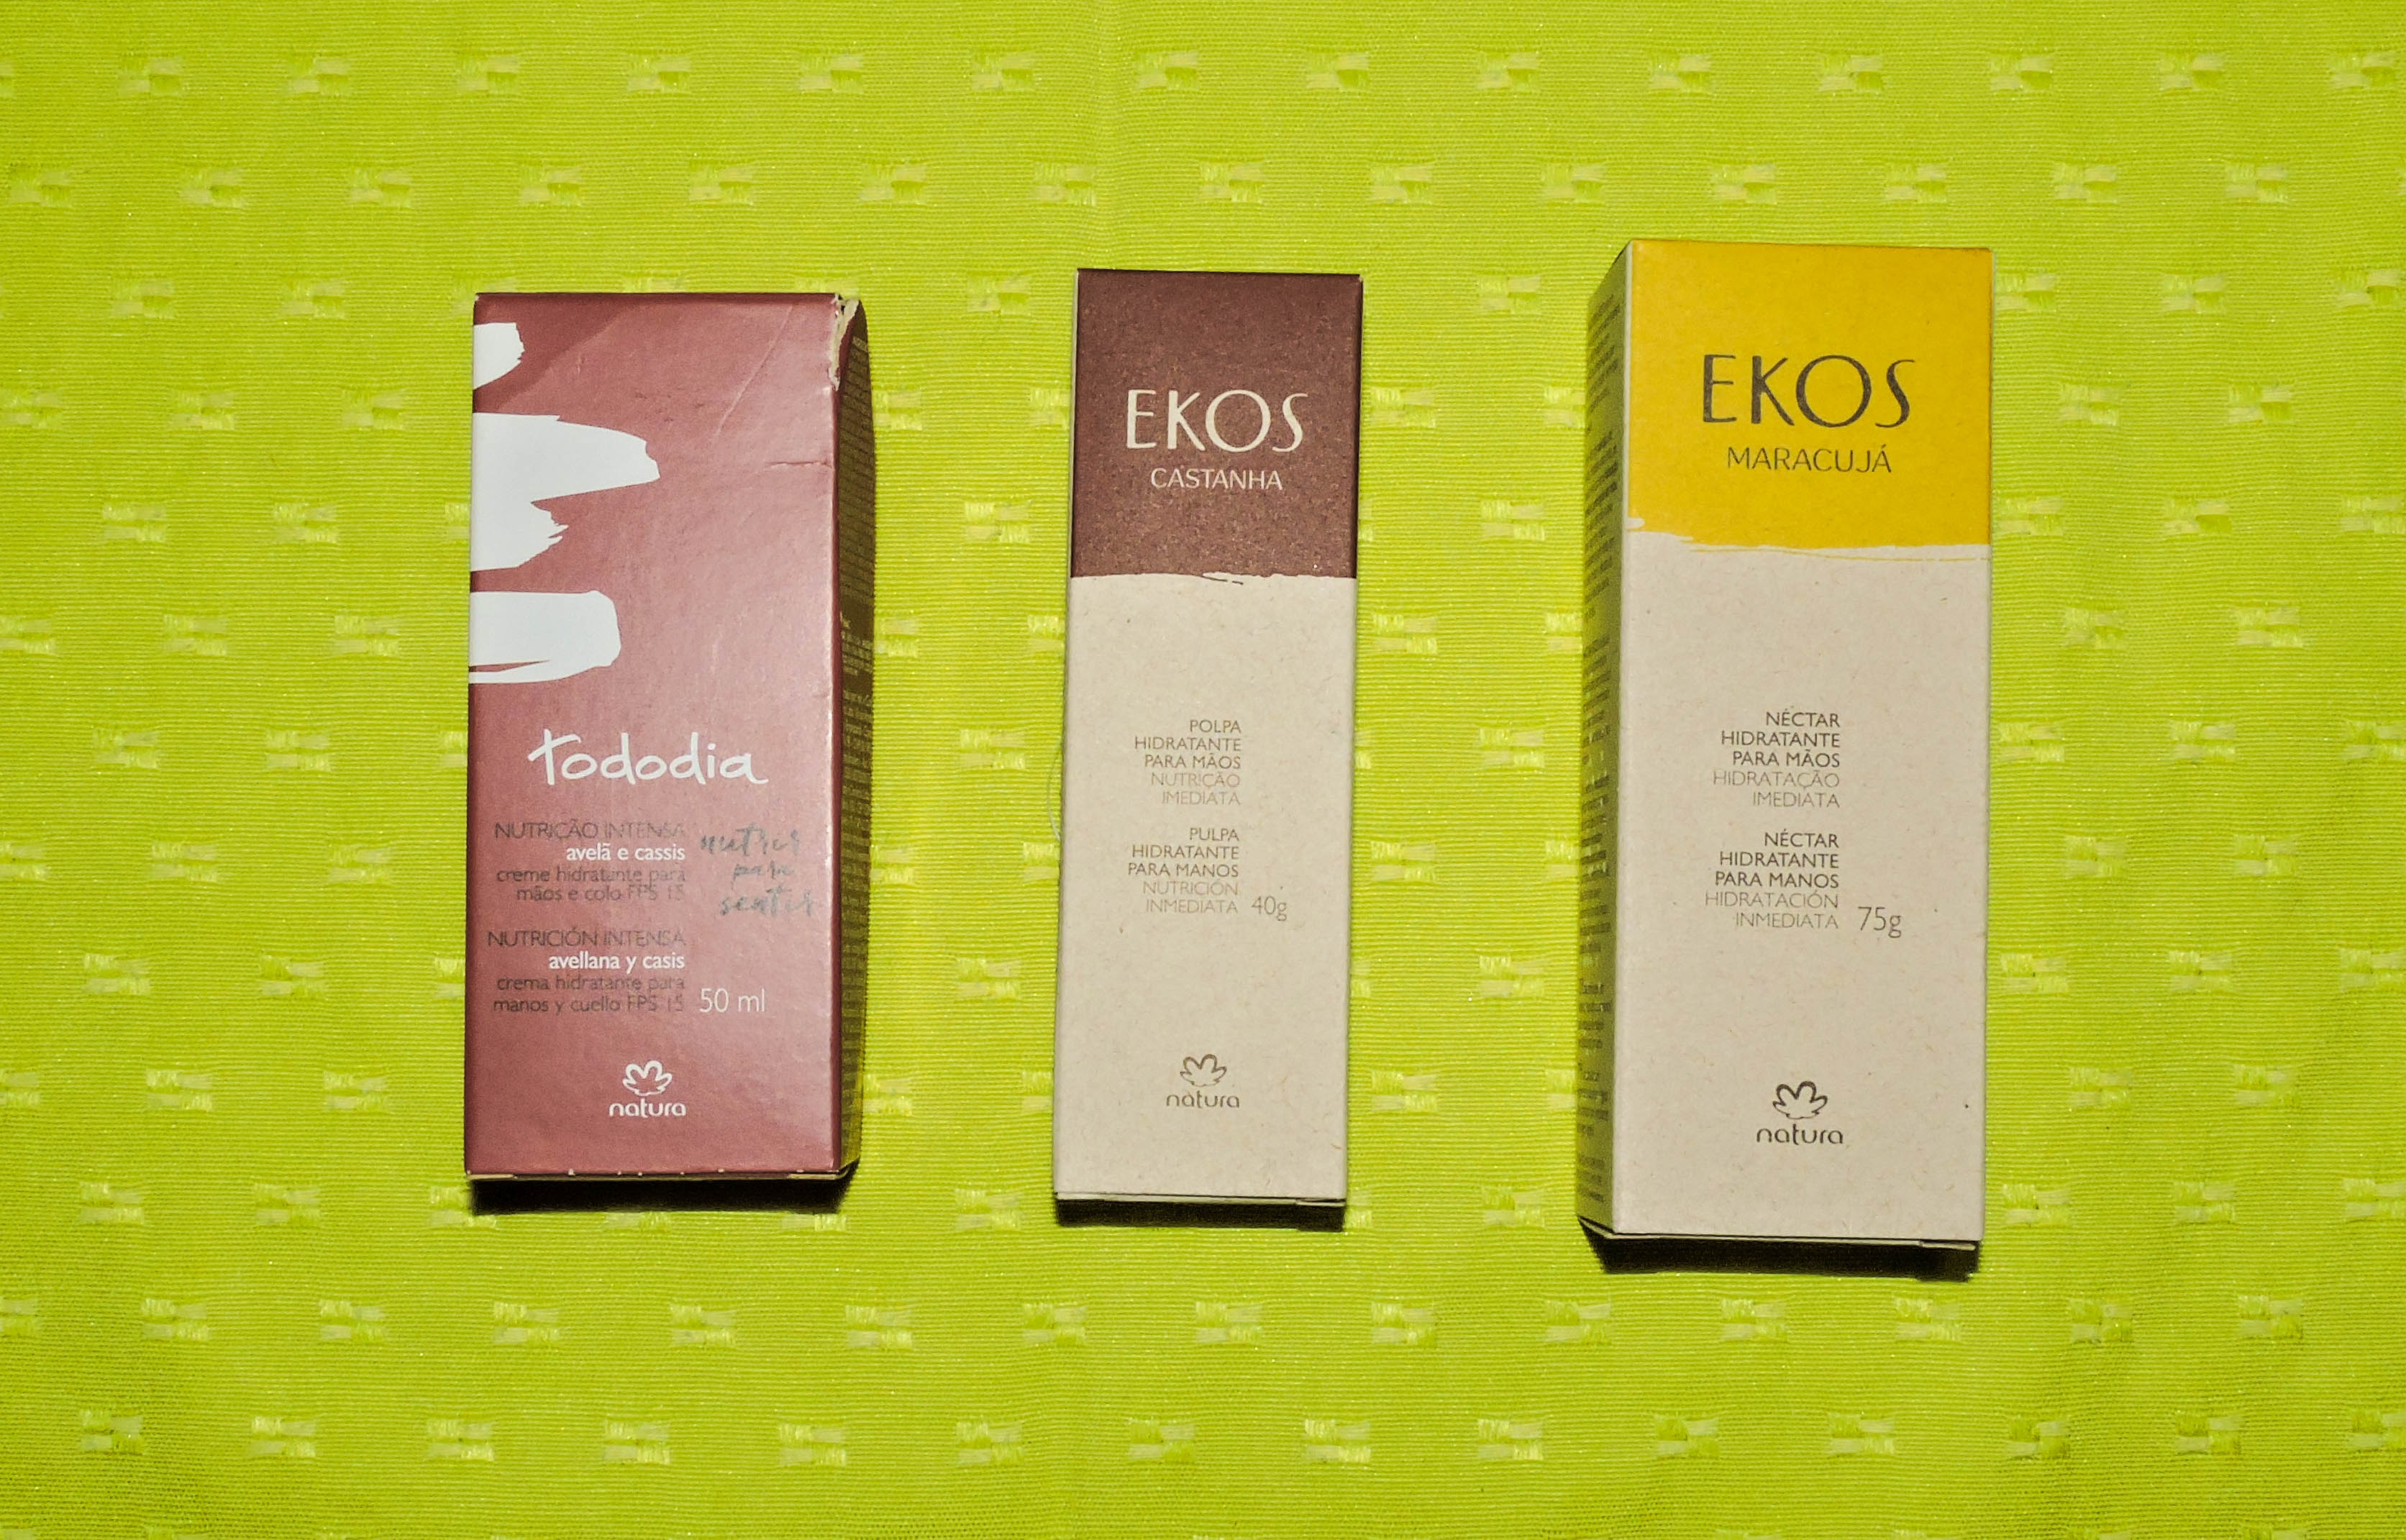 tododia
NUTRIÇÃO INTENSA
avelã e cassis
creme hidratante para
mãos e colo FPS 15
nutrir
para
sentir
NUTRICIÓN INTENSA
avellana y casis
crema hidratante para
manos y cuello FPS 15
50 ml
natura
EKOS
CASTANHA
POLPA
HIDRATANTE
PARA MÃOS
NUTRIÇÃO
IMEDIATA
PULPA
HIDRATANTE
PARA MANOS
NUTRICIÓN
INMEDIATA 40g
natura
EKOS
MARACUJÁ
NÉCTAR
HIDRATANTE
PARA MÃOS
HIDRATAÇÃO
IMEDIATA
NÉCTAR
HIDRATANTE
PARA MANOS
HIDRATACIÓN
INMEDIATA 75g
natura